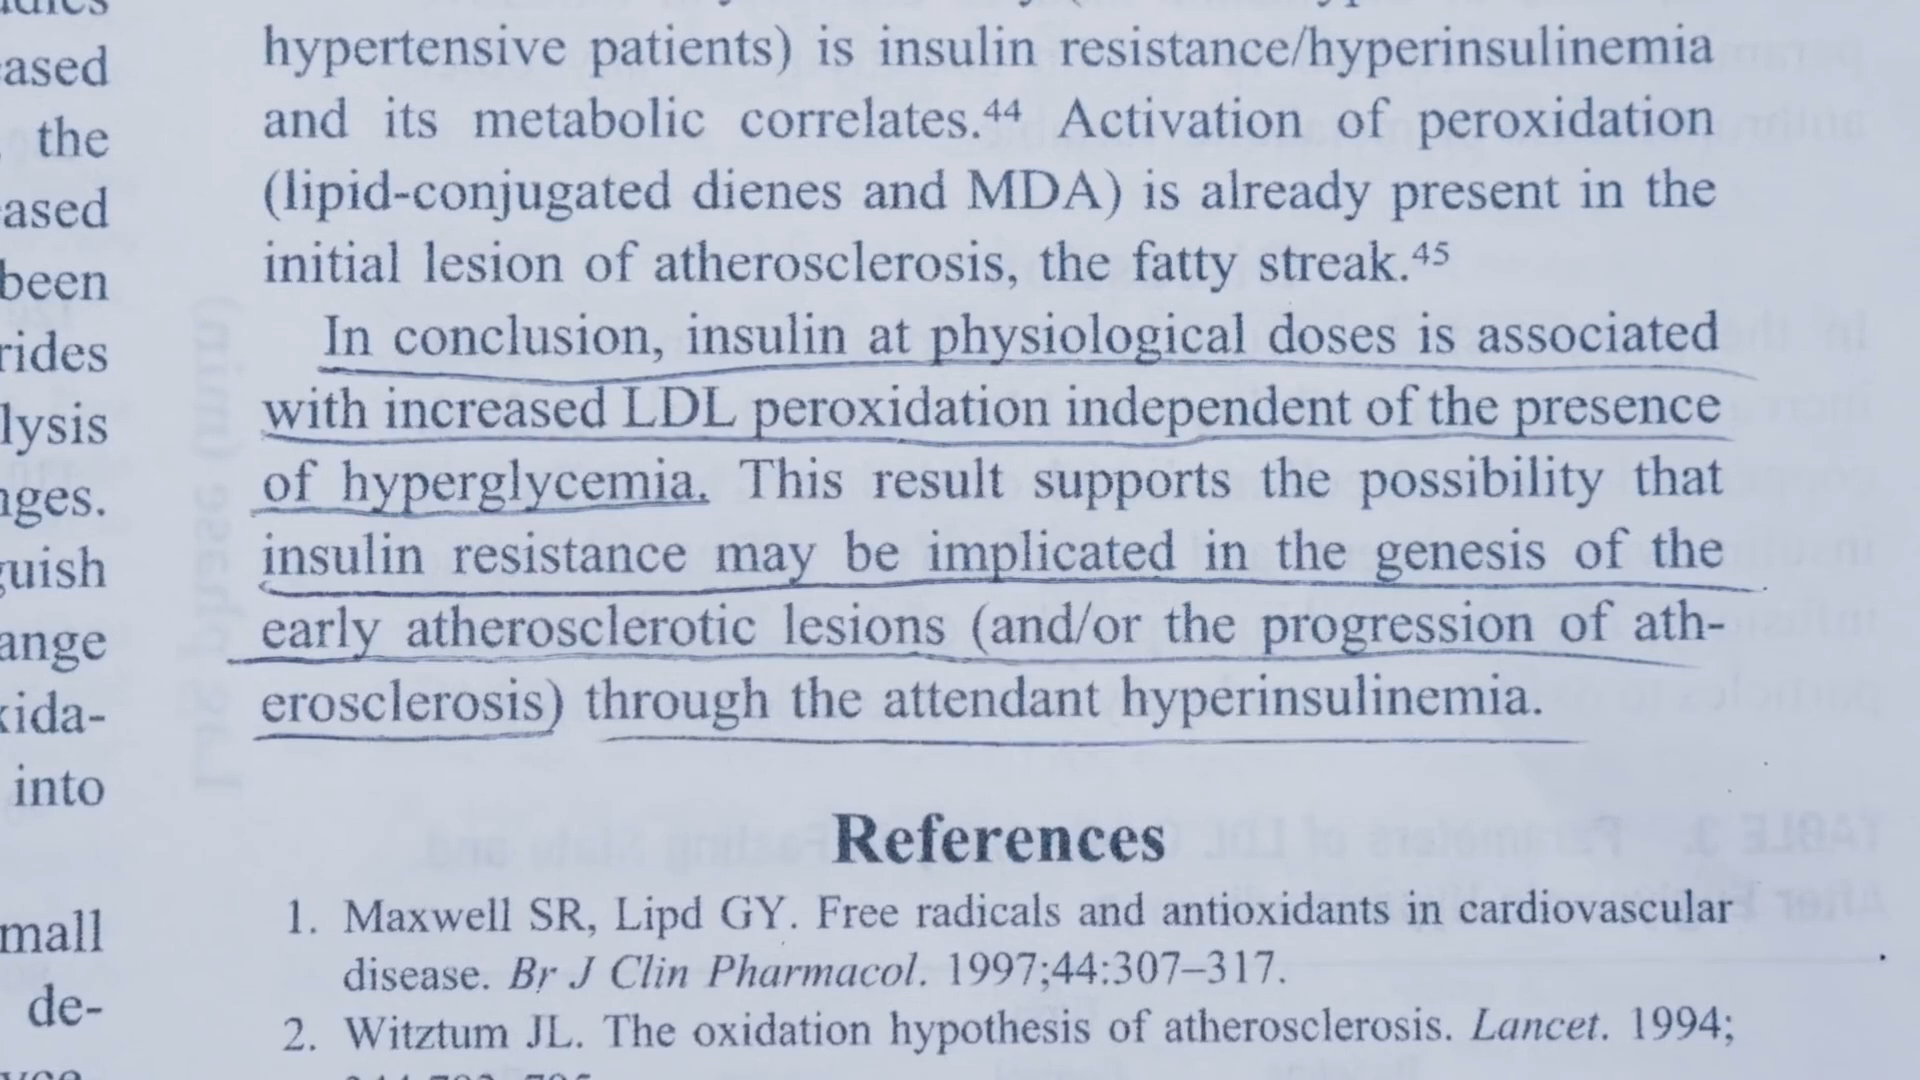 ased
the
ased
been
rides
lysis
nges.
guish
ange
kida-
into
mall
de-
hypertensive patients) is insulin resistance/hyperinsulinemia
and its metabolic correlates.44 Activation of peroxidation
(lipid-conjugated dienes and MDA) is already present in the
initial lesion of atherosclerosis, the fatty streak.45
In conclusion, insulin at physiological doses is associated
with increased LDL peroxidation independent of the presence
of hyperglycemia. This result supports the possibility that
insulin resistance may be implicated in the genesis of the
early atherosclerotic lesions (and/or the progression of ath-
erosclerosis) through the attendant hyperinsulinemia.
References
1. Maxwell SR, Lipd GY. Free radicals and antioxidants in cardiovascular
disease. Br J Clin Pharmacol. 1997;44:307–317.
2. Witztum JL. The oxidation hypothesis of atherosclerosis. Lancet. 1994;